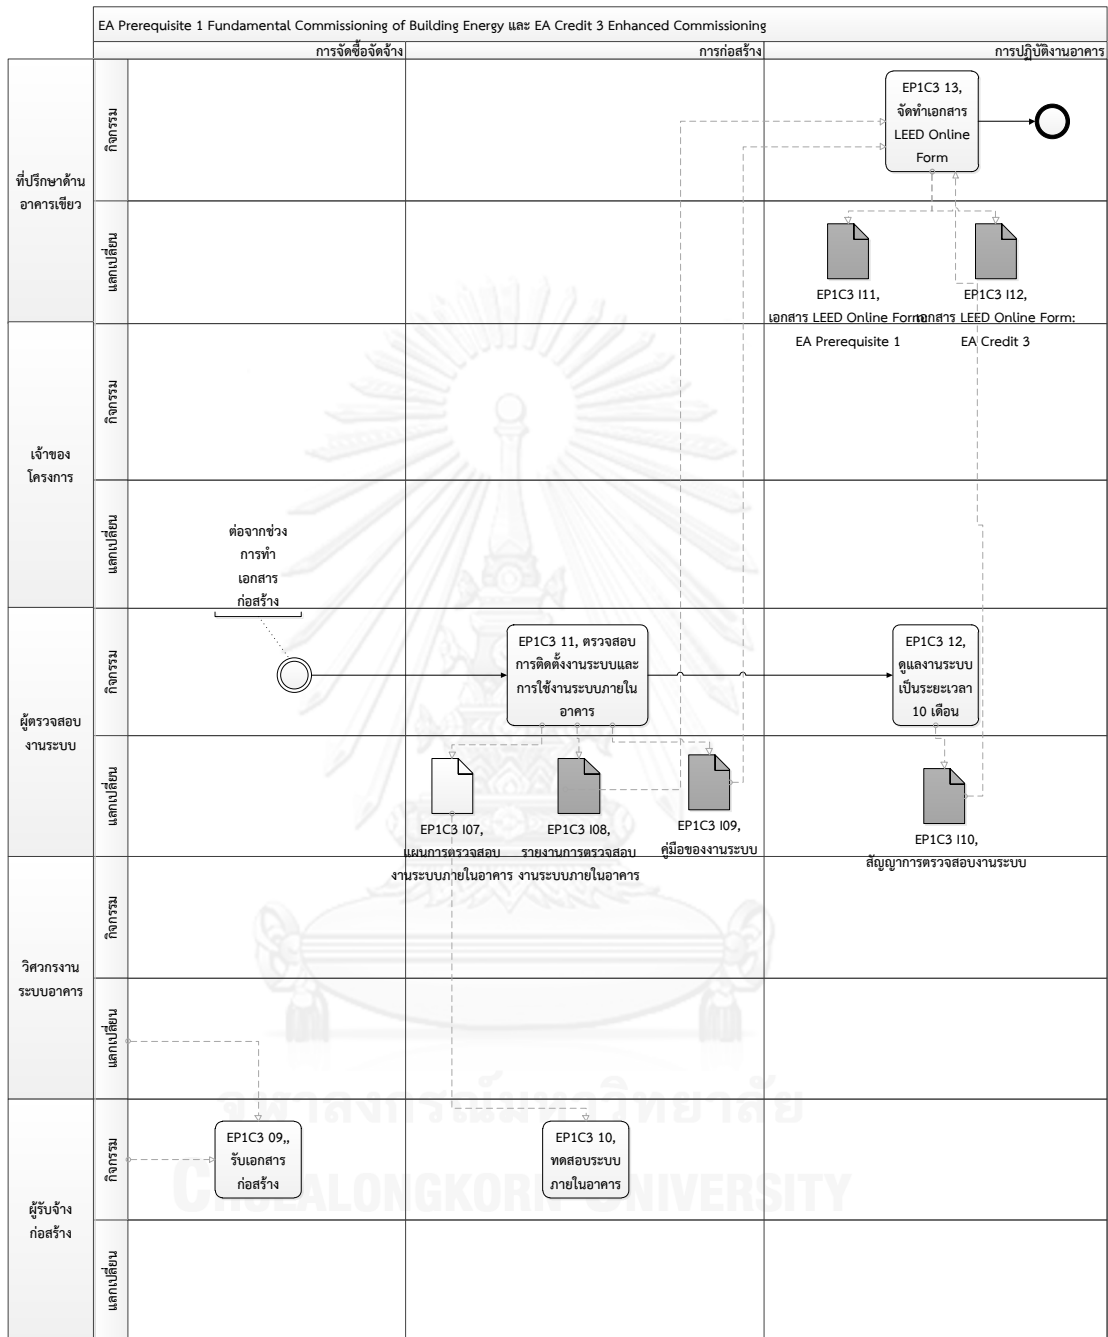 EA Prerequisite 1 Fundamental Commissioning of Building Energy และ EA Credit 3 Enhanced Commissioning
การจัดซื้อจัดจ้าง
การก่อสร้าง
การปฏิบัติงานอาคาร
ที่ปรึกษาด้าน
อาคารเขียว
กิจกรรม
แลกเปลี่ยน
EP1C3 13,
จัดทำเอกสาร
LEED Online
Form
EP1C3 I11,
เอกสาร LEED Online Form:
EA Prerequisite 1
EP1C3 I12,
เอกสาร LEED Online Form:
EA Credit 3
เจ้าของ
โครงการ
กิจกรรม
แลกเปลี่ยน
ต่อจากช่วง
การทำ
เอกสาร
ก่อสร้าง
ผู้ตรวจสอบ
งานระบบ
กิจกรรม
แลกเปลี่ยน
EP1C3 11, ตรวจสอบ
การติดตั้งงานระบบและ
การใช้งานระบบภายใน
อาคาร
EP1C3 12,
ดูแลงานระบบ
เป็นระยะเวลา
10 เดือน
EP1C3 I07,
แผนการตรวจสอบ
งานระบบภายในอาคาร
EP1C3 I08,
รายงานการตรวจสอบ
งานระบบภายในอาคาร
EP1C3 I09,
คู่มือของงานระบบ
EP1C3 I10,
สัญญาการตรวจสอบงานระบบ
วิศวกรงาน
ระบบอาคาร
กิจกรรม
แลกเปลี่ยน
จุฬาลงกรณ์มหาวิทยาลัย
CHULALONGKORN UNIVERSITY
ผู้รับจ้าง
ก่อสร้าง
กิจกรรม
แลกเปลี่ยน
EP1C3 09,,
รับเอกสาร
ก่อสร้าง
EP1C3 10,
ทดสอบระบบ
ภายในอาคาร